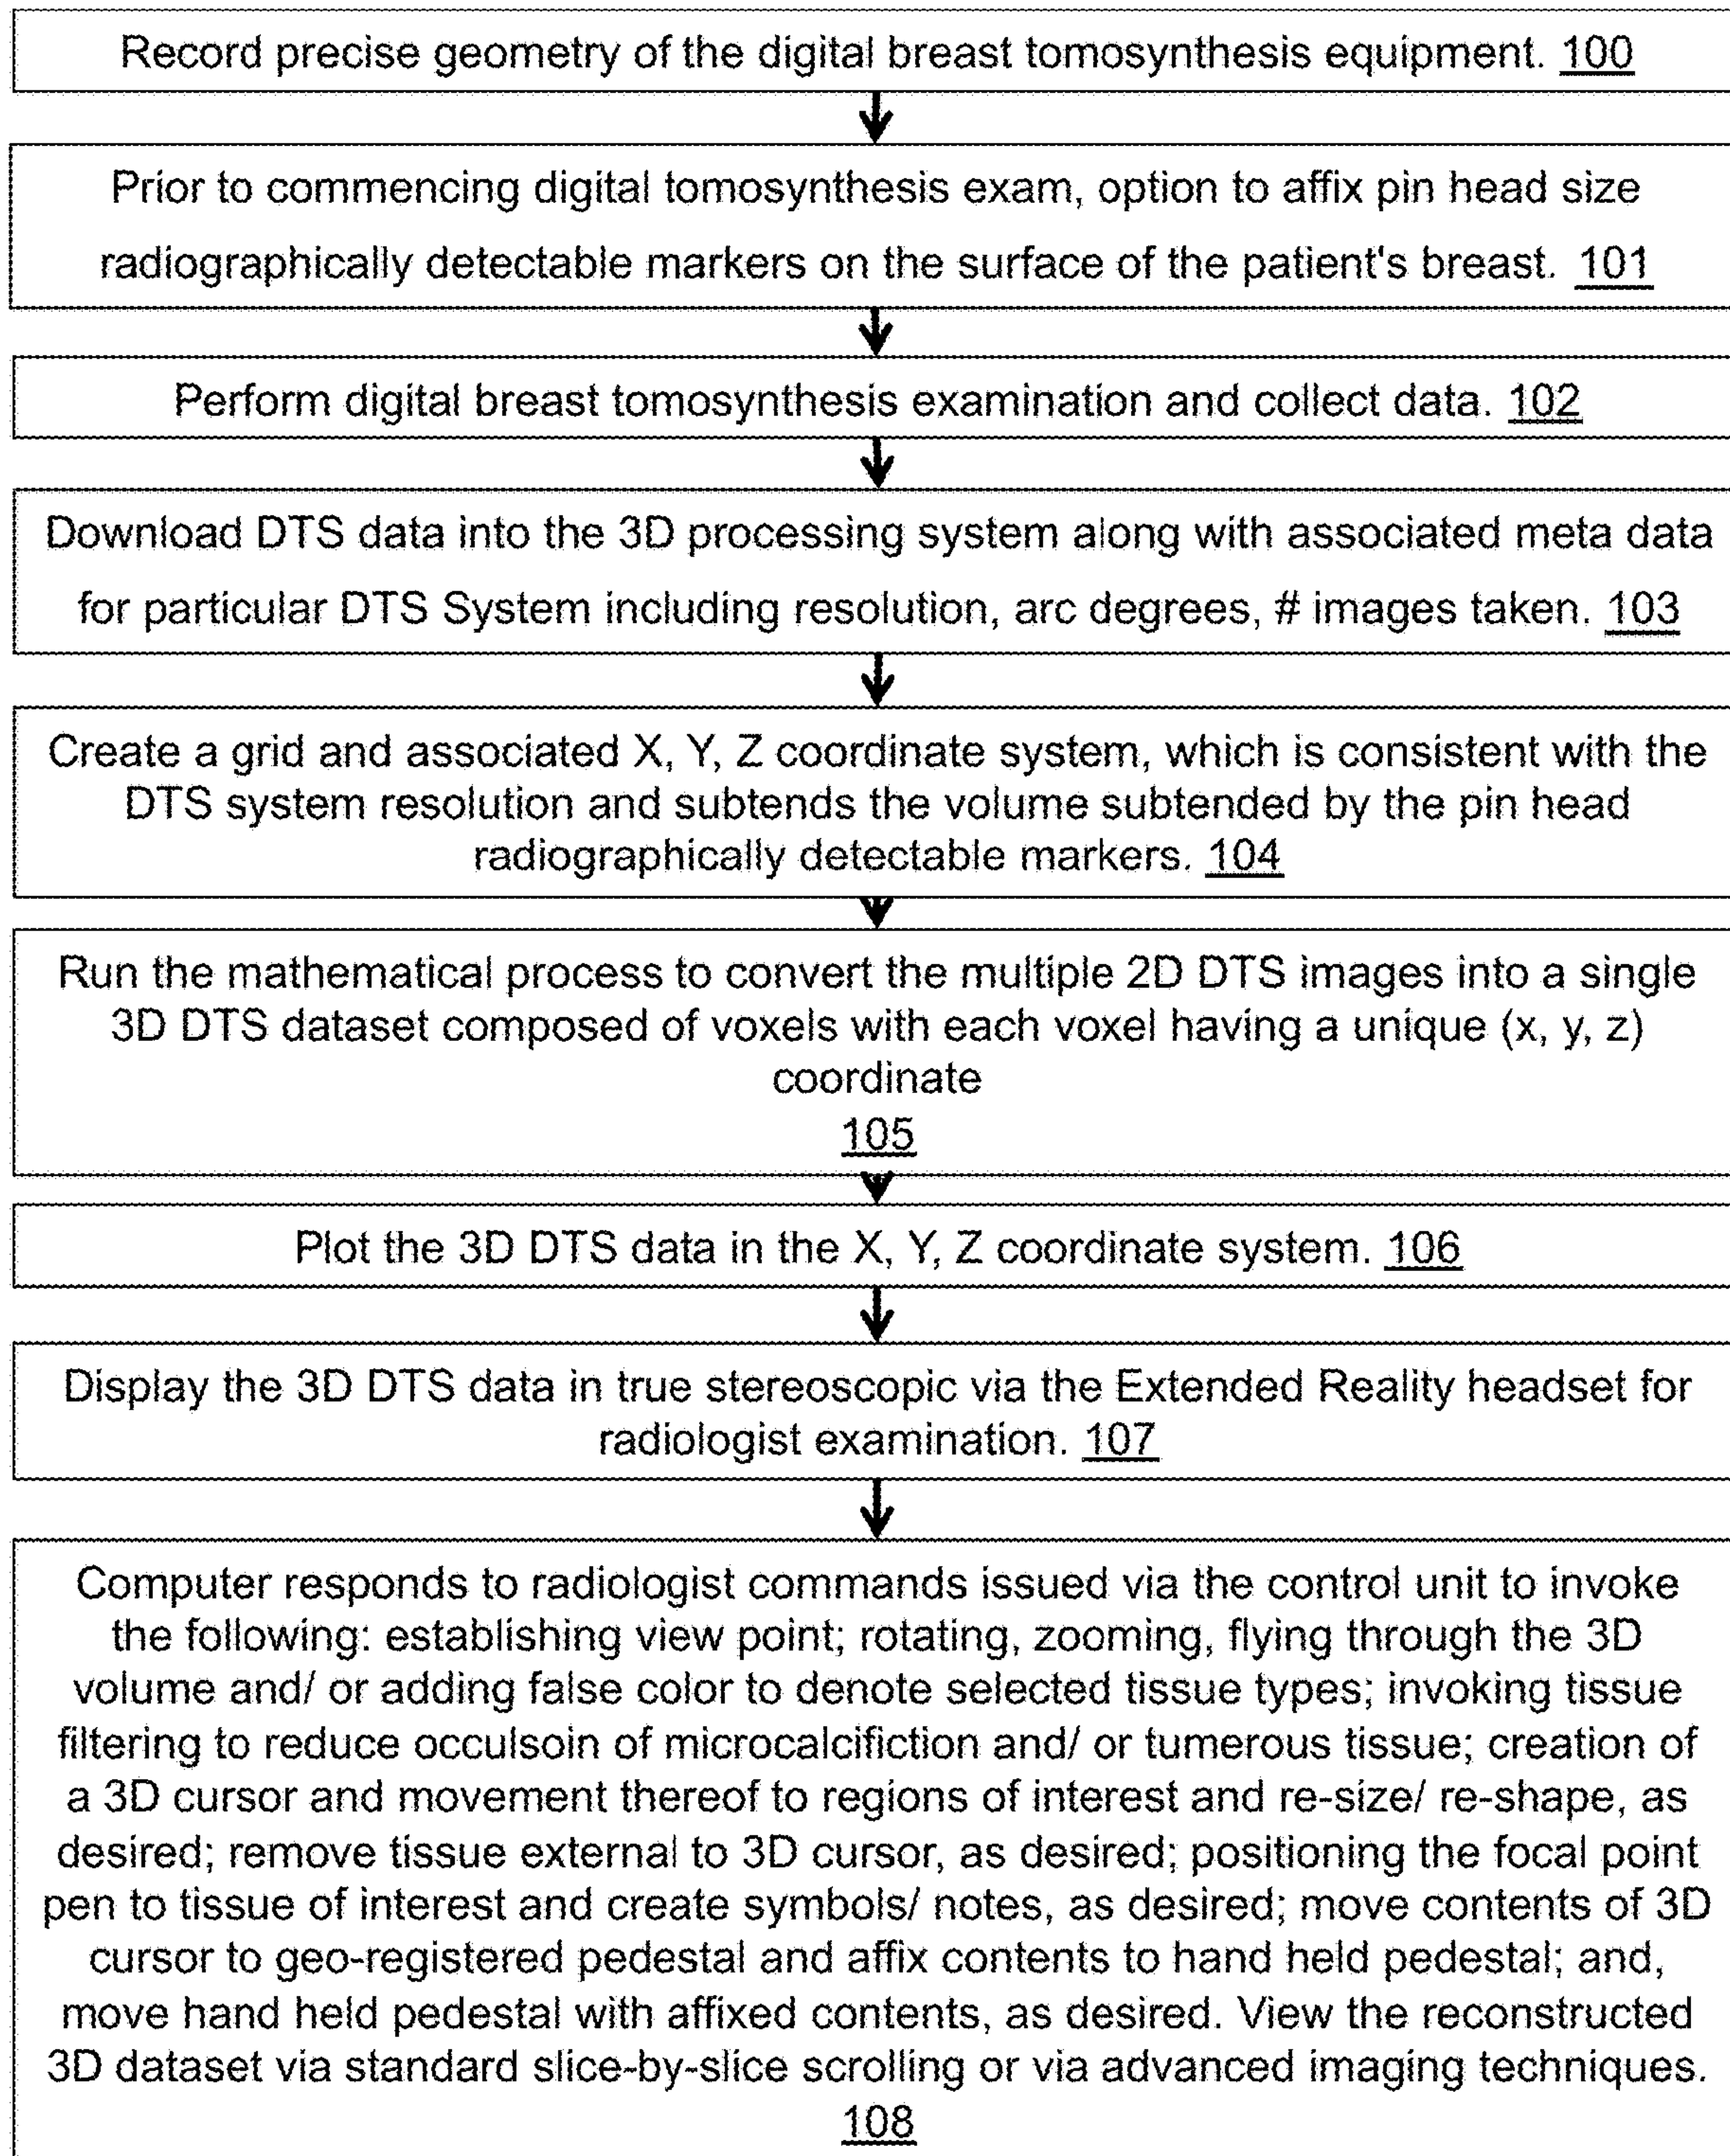 Record precise geometry of the digital breast tomosynthesis equipment. 100
Prior to commencing digital tomosynthesis exam, option to affix pin head size
radiographically detectable markers on the surface of the patient's breast. 101
Perform digital breast tomosynthesis examination and collect data. 102
Download DTS data into the 3D processing system along with associated meta data
for particular DTS System including resolution, arc degrees, # images taken. 103
Create a grid and associated X, Y, Z coordinate system, which is consistent with the
DTS system resolution and subtends the volume subtended by the pin head
radiographically detectable markers. 104
Run the mathematical process to convert the multiple 2D DTS images into a single
3D DTS dataset composed of voxels with each voxel having a unique (x, y, z)
coordinate
105
Plot the 3D DTS data in the X, Y, Z coordinate system. 106
Display the 3D DTS data in true stereoscopic via the Extended Reality headset for
radiologist examination. 107
Computer responds to radiologist commands issued via the control unit to invoke
the following: establishing view point; rotating, zooming, flying through the 3D
volume and/ or adding false color to denote selected tissue types; invoking tissue
filtering to reduce occulsoin of microcalcifiction and/ or tumerous tissue; creation of
a 3D cursor and movement thereof to regions of interest and re-size/ re-shape, as
desired; remove tissue external to 3D cursor, as desired; positioning the focal point
pen to tissue of interest and create symbols/ notes, as desired; move contents of 3D
cursor to geo-registered pedestal and affix contents to hand held pedestal; and,
move hand held pedestal with affixed contents, as desired. View the reconstructed
3D dataset via standard slice-by-slice scrolling or via advanced imaging techniques.
108